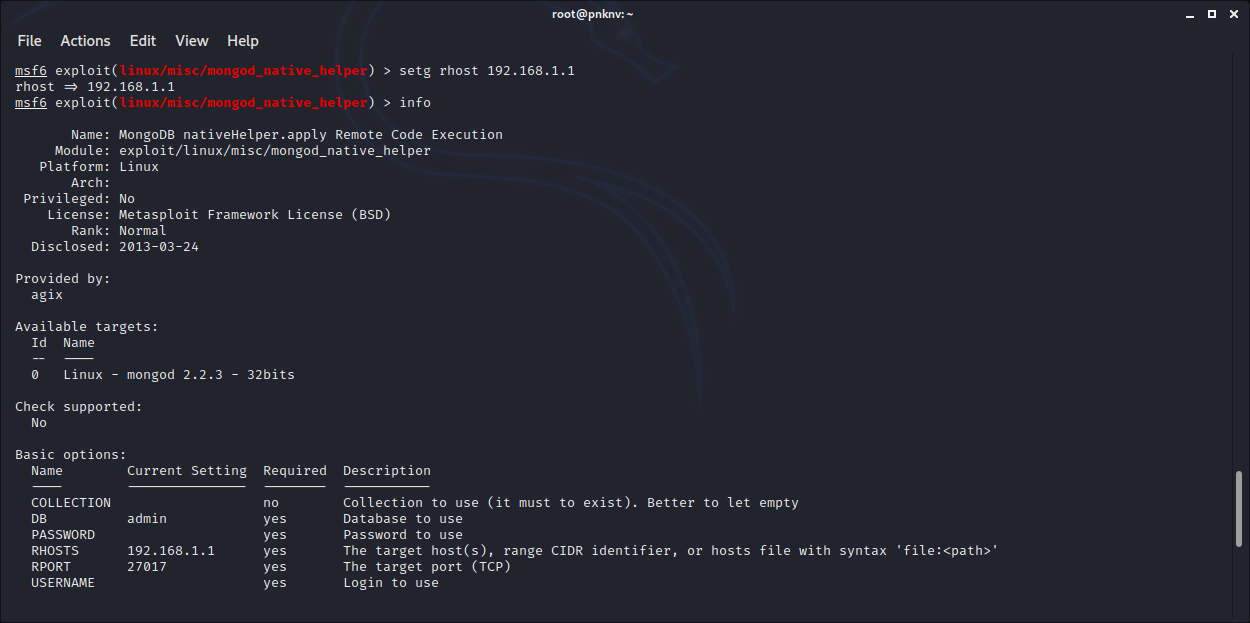 root@pnknv:~
File Actions Edit View Help
msf6 exploit(linux/misc/mongod_native_helper) > setg rhost 192.168.1.1
rhost => 192.168.1.1
msf6 exploit(linux/misc/mongod_native_helper) > info
Name: MongoDB nativeHelper.apply Remote Code Execution
Module: exploit/linux/misc/mongod_native_helper
Platform: Linux
Arch:
Privileged: No
License: Metasploit Framework License (BSD)
Rank: Normal
Disclosed: 2013-03-24
Provided by:
agix
Available targets:
Id  Name
--  ----
0   Linux - mongod 2.2.3 - 32bits
Check supported:
No
Basic options:
Name        Current Setting  Required  Description
----        ---------------  --------  -----------
COLLECTION                   no        Collection to use (it must to exist). Better to let empty
DB          admin            yes       Database to use
PASSWORD                     yes       Password to use
RHOSTS      192.168.1.1      yes       The target host(s), range CIDR identifier, or hosts file with syntax 'file:<path>'
RPORT       27017            yes       The target port (TCP)
USERNAME                     yes       Login to use